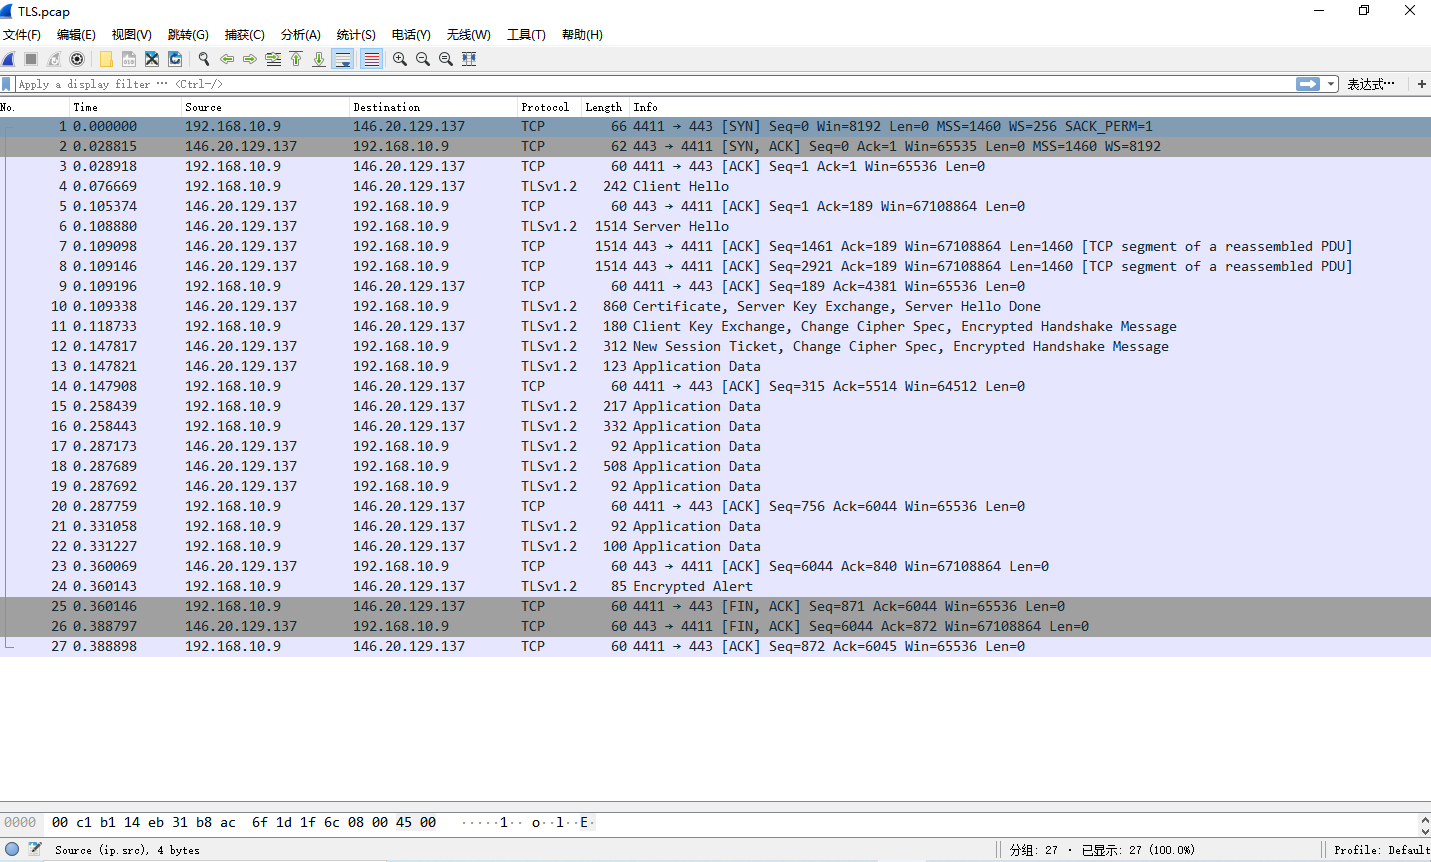 TLS.pcap
文件(F) 编辑(E) 视图(V) 跳转(G) 捕获(C) 分析(A) 统计(S) 电话(Y) 无线(W) 工具(T) 帮助(H)
Apply a display filter ⋯ <Ctrl-/> 表达式⋯ +
No. Time Source Destination Protocol Length Info
1 0.000000 192.168.10.9 146.20.129.137 TCP 66 4411 → 443 [SYN] Seq=0 Win=8192 Len=0 MSS=1460 WS=256 SACK_PERM=1
2 0.028815 146.20.129.137 192.168.10.9 TCP 62 443 → 4411 [SYN, ACK] Seq=0 Ack=1 Win=65535 Len=0 MSS=1460 WS=8192
3 0.028918 192.168.10.9 146.20.129.137 TCP 60 4411 → 443 [ACK] Seq=1 Ack=1 Win=65536 Len=0
4 0.076669 192.168.10.9 146.20.129.137 TLSv1.2 242 Client Hello
5 0.105374 146.20.129.137 192.168.10.9 TCP 60 443 → 4411 [ACK] Seq=1 Ack=189 Win=67108864 Len=0
6 0.108880 146.20.129.137 192.168.10.9 TLSv1.2 1514 Server Hello
7 0.109098 146.20.129.137 192.168.10.9 TCP 1514 443 → 4411 [ACK] Seq=1461 Ack=189 Win=67108864 Len=1460 [TCP segment of a reassembled PDU]
8 0.109146 146.20.129.137 192.168.10.9 TCP 1514 443 → 4411 [ACK] Seq=2921 Ack=189 Win=67108864 Len=1460 [TCP segment of a reassembled PDU]
9 0.109196 192.168.10.9 146.20.129.137 TCP 60 4411 → 443 [ACK] Seq=189 Ack=4381 Win=65536 Len=0
10 0.109338 146.20.129.137 192.168.10.9 TLSv1.2 860 Certificate, Server Key Exchange, Server Hello Done
11 0.118733 192.168.10.9 146.20.129.137 TLSv1.2 180 Client Key Exchange, Change Cipher Spec, Encrypted Handshake Message
12 0.147817 146.20.129.137 192.168.10.9 TLSv1.2 312 New Session Ticket, Change Cipher Spec, Encrypted Handshake Message
13 0.147821 146.20.129.137 192.168.10.9 TLSv1.2 123 Application Data
14 0.147908 192.168.10.9 146.20.129.137 TCP 60 4411 → 443 [ACK] Seq=315 Ack=5514 Win=64512 Len=0
15 0.258439 192.168.10.9 146.20.129.137 TLSv1.2 217 Application Data
16 0.258443 192.168.10.9 146.20.129.137 TLSv1.2 332 Application Data
17 0.287173 146.20.129.137 192.168.10.9 TLSv1.2 92 Application Data
18 0.287689 146.20.129.137 192.168.10.9 TLSv1.2 508 Application Data
19 0.287692 146.20.129.137 192.168.10.9 TLSv1.2 92 Application Data
20 0.287759 192.168.10.9 146.20.129.137 TCP 60 4411 → 443 [ACK] Seq=756 Ack=6044 Win=65536 Len=0
21 0.331058 192.168.10.9 146.20.129.137 TLSv1.2 92 Application Data
22 0.331227 192.168.10.9 146.20.129.137 TLSv1.2 100 Application Data
23 0.360069 146.20.129.137 192.168.10.9 TCP 60 443 → 4411 [ACK] Seq=6044 Ack=840 Win=67108864 Len=0
24 0.360143 192.168.10.9 146.20.129.137 TLSv1.2 85 Encrypted Alert
25 0.360146 192.168.10.9 146.20.129.137 TCP 60 4411 → 443 [FIN, ACK] Seq=871 Ack=6044 Win=65536 Len=0
26 0.388797 146.20.129.137 192.168.10.9 TCP 60 443 → 4411 [FIN, ACK] Seq=6044 Ack=872 Win=67108864 Len=0
27 0.388898 192.168.10.9 146.20.129.137 TCP 60 4411 → 443 [ACK] Seq=872 Ack=6045 Win=65536 Len=0
0000 00 c1 b1 14 eb 31 b8 ac 6f 1d 1f 6c 08 00 45 00 ·····1·· o··l··E·
Source (ip.src), 4 bytes 分组: 27 · 已显示: 27 (100.0%) Profile: Default